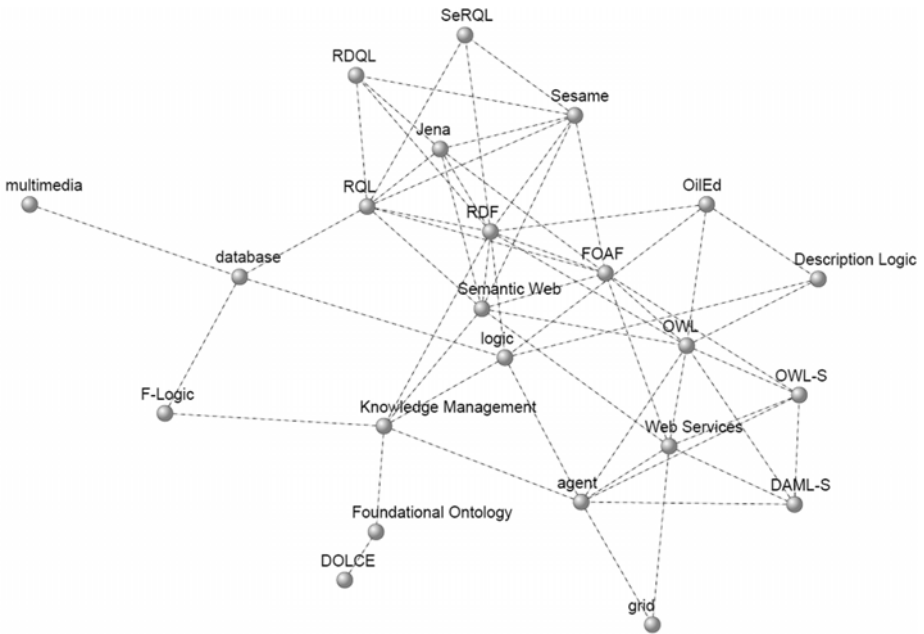 SeRQL
RDQL
Sesame
Jena
multimedia
RQL
OilEd
RDF
database
FOAF
Description Logic
Semantic Web
OWL
logic
OWL-S
F-Logic
Knowledge Management
Web Services
agent
DAML-S
Foundational Ontology
DOLCE
grid